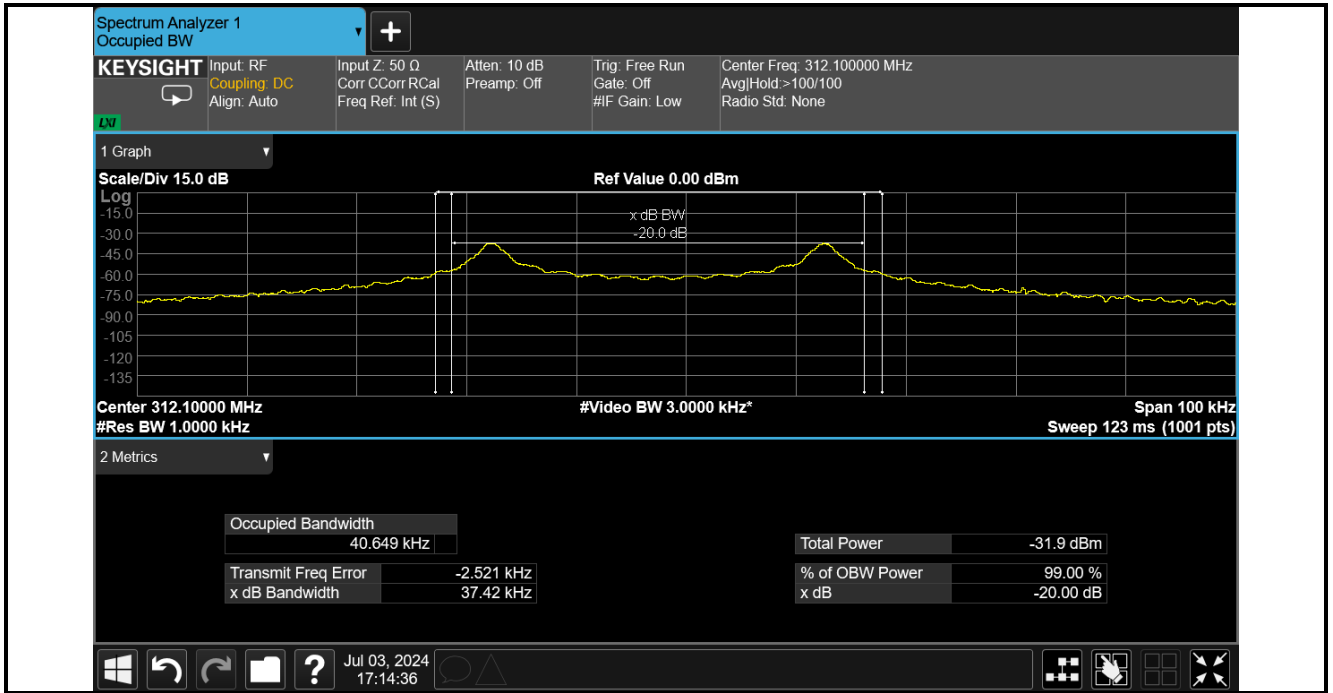 Spectrum Analyzer 1
Occupied BW
KEYSIGHT
LXI
Input: RF
Coupling: DC
Align: Auto
Input Z: 50 Ω
Corr CCorr RCal
Freq Ref: Int (S)
Atten: 10 dB
Preamp: Off
Trig: Free Run
Gate: Off
#IF Gain: Low
Center Freq: 312.100000 MHz
Avg|Hold:>100/100
Radio Std: None
1 Graph
Scale/Div 15.0 dB
Ref Value 0.00 dBm
Log
-15.0
-30.0
-45.0
-60.0
-75.0
-90.0
-105
-120
-135
x dB BW
-20.0 dB
Center 312.10000 MHz
#Video BW 3.0000 kHz*
Span 100 kHz
#Res BW 1.0000 kHz
Sweep 123 ms (1001 pts)
2 Metrics
Occupied Bandwidth
40.649 kHz
Transmit Freq Error -2.521 kHz
x dB Bandwidth 37.42 kHz
Total Power -31.9 dBm
% of OBW Power 99.00 %
x dB -20.00 dB
?
Jul 03, 2024
17:14:36